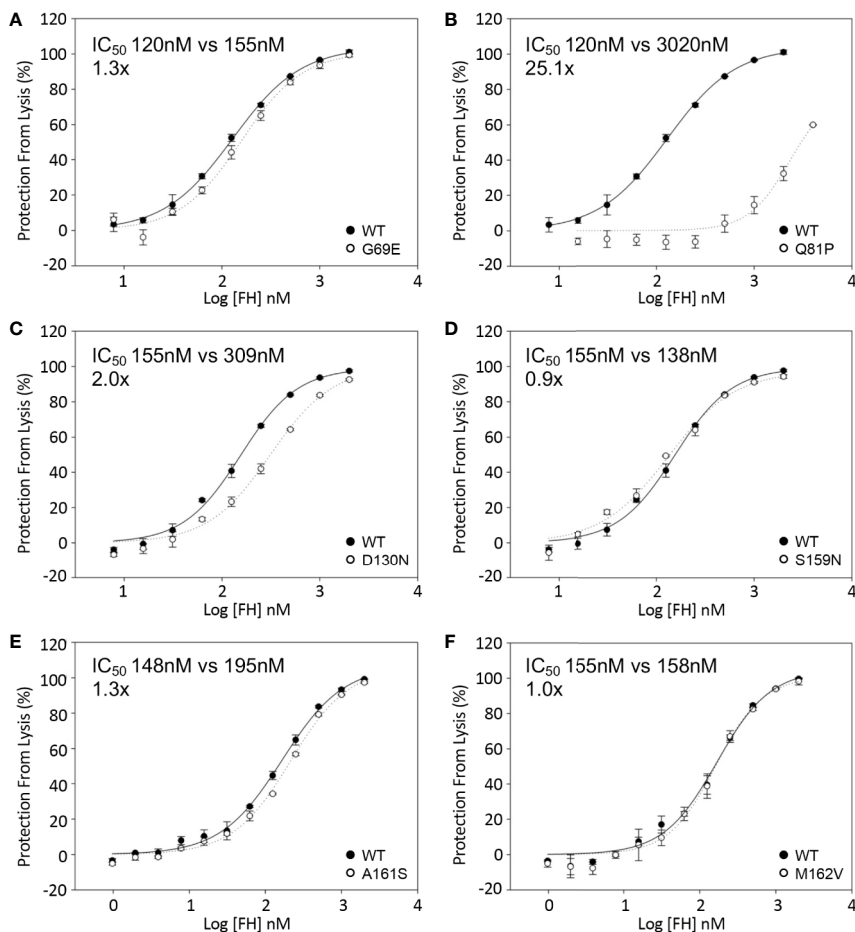 A
IC50 120nM vs 155nM
1.3x
Protection From Lysis (%)
120
100
80
60
40
20
0
-20
WT
G69E
1 2 3 4
Log [FH] nM
B
IC50 120nM vs 3020nM
25.1x
Protection From Lysis (%)
120
100
80
60
40
20
0
-20
WT
Q81P
1 2 3 4
Log [FH] nM
C
IC50 155nM vs 309nM
2.0x
Protection From Lysis (%)
120
100
80
60
40
20
0
-20
WT
D130N
1 2 3 4
Log [FH] nM
D
IC50 155nM vs 138nM
0.9x
Protection From Lysis (%)
120
100
80
60
40
20
0
-20
WT
S159N
1 2 3 4
Log [FH] nM
E
IC50 148nM vs 195nM
1.3x
Protection From Lysis (%)
120
100
80
60
40
20
0
-20
WT
A161S
0 1 2 3 4
Log [FH] nM
F
IC50 155nM vs 158nM
1.0x
Protection From Lysis (%)
120
100
80
60
40
20
0
-20
WT
M162V
0 1 2 3 4
Log [FH] nM